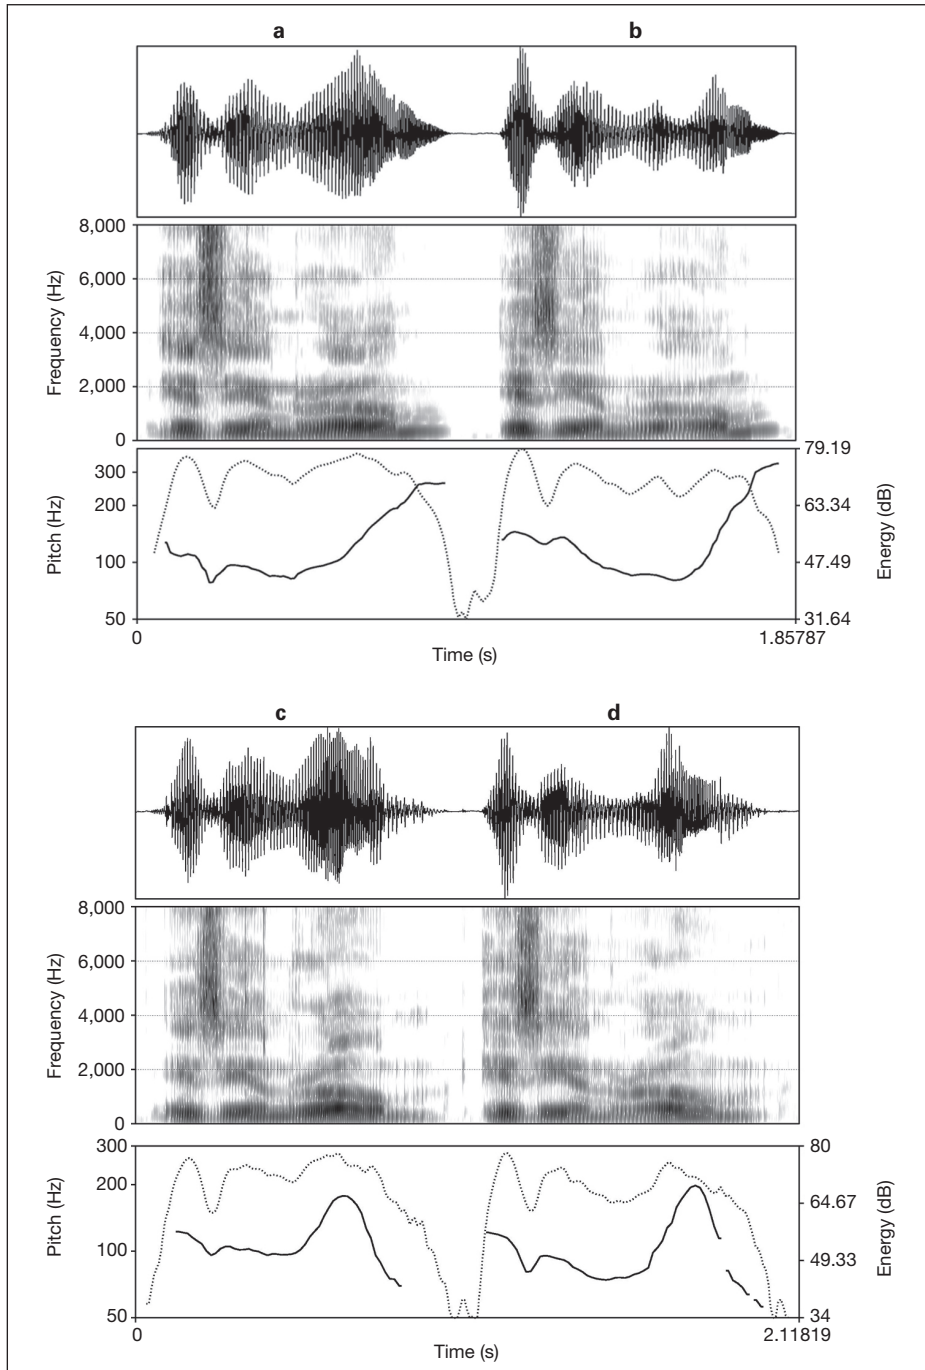 a b
8,000
6,000
4,000
2,000
0
Frequency (Hz)
300
200
100
50
Pitch (Hz)
79.19
63.34
47.49
31.64
Energy (dB)
0 1.85787
Time (s)
c d
8,000
6,000
4,000
2,000
0
Frequency (Hz)
300
200
100
50
Pitch (Hz)
80
64.67
49.33
34
Energy (dB)
0 2.11819
Time (s)